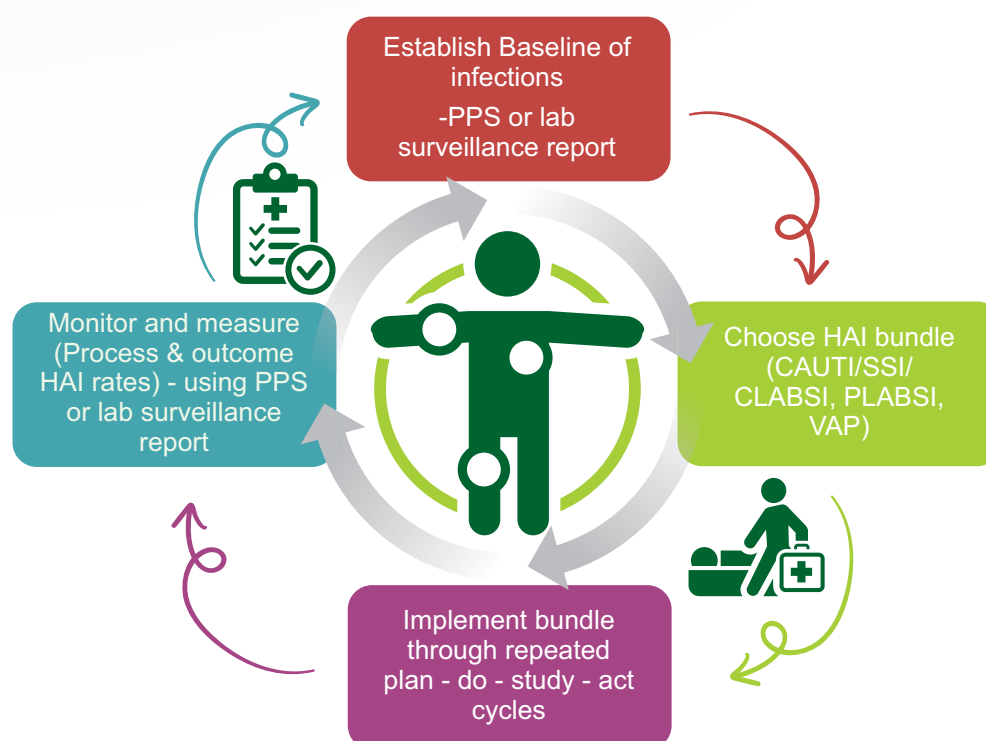 Establish Baseline of
infections
-PPS or lab
surveillance report
Choose HAI bundle
(CAUTI/SSI/
CLABSI, PLABSI,
VAP)
Implement bundle
through repeated
plan - do - study - act
cycles
Monitor and measure
(Process & outcome
HAI rates) - using PPS
or lab surveillance
report